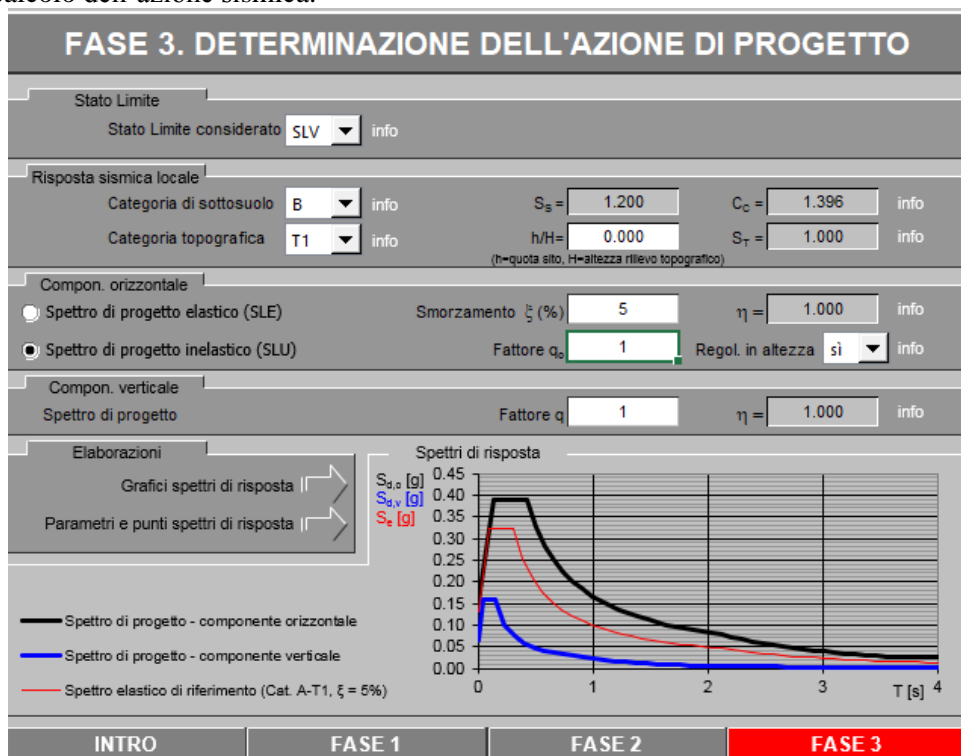 calcolo dell'azione sismica.
FASE 3. DETERMINAZIONE DELL'AZIONE DI PROGETTO
Stato Limite
Stato Limite considerato SLV info
Risposta sismica locale
Categoria di sottosuolo B info SS = 1.200 CC = 1.396 info
Categoria topografica T1 info h/H= 0.000 ST = 1.000 info
(h=quota sito, H=altezza rilievo topografico)
Compon. orizzontale
Spettro di progetto elastico (SLE) Smorzamento ξ (%) 5 η = 1.000 info
Spettro di progetto inelastico (SLU) Fattore qo 1 Regol. in altezza sì info
Compon. verticale
Spettro di progetto Fattore q 1 η = 1.000 info
Elaborazioni
Grafici spettri di risposta
Parametri e punti spettri di risposta
Spettri di risposta
Sd,o [g]
Sd,v [g]
Se [g]
0.45
0.40
0.35
0.30
0.25
0.20
0.15
0.10
0.05
0.00
0 1 2 3 4
T [s]
Spettro di progetto - componente orizzontale
Spettro di progetto - componente verticale
Spettro elastico di riferimento (Cat. A-T1, ξ = 5%)
INTRO FASE 1 FASE 2 FASE 3